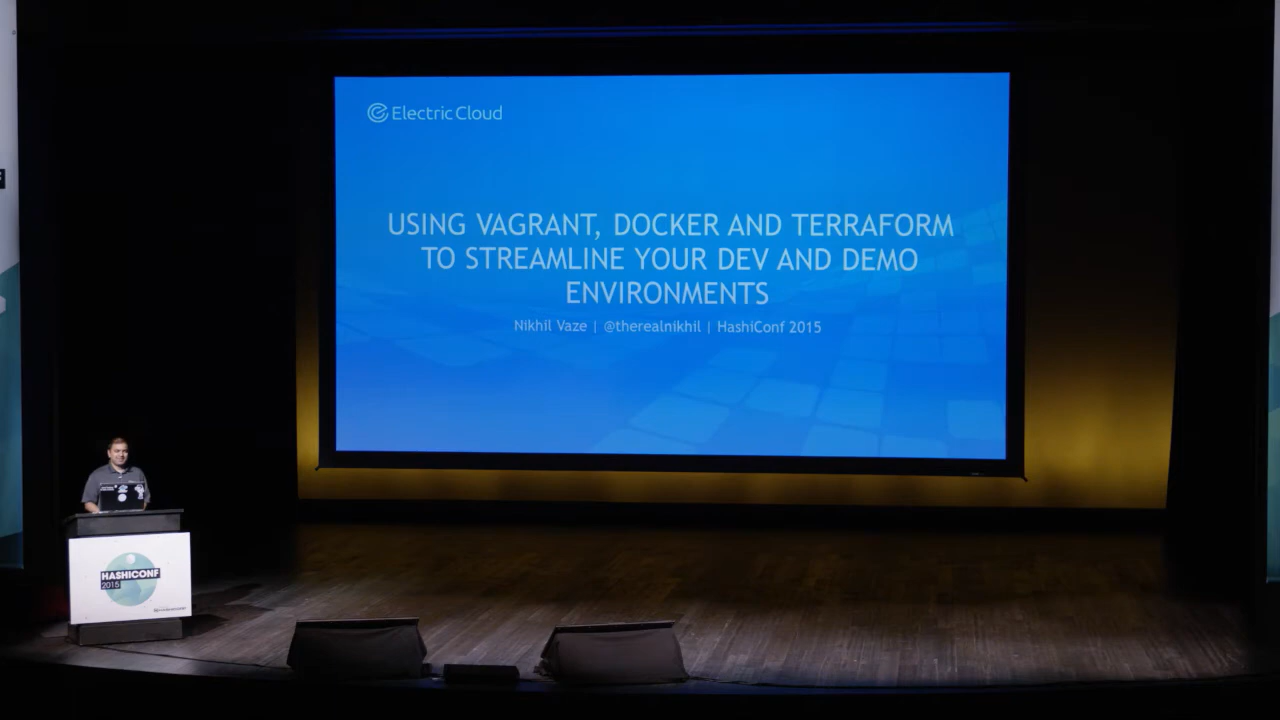 Electric Cloud
USING VAGRANT, DOCKER AND TERRAFORM
TO STREAMLINE YOUR DEV AND DEMO
ENVIRONMENTS
Nikhil Vaze | @therealnikhil | HashiConf 2015
HASHICONF
2015